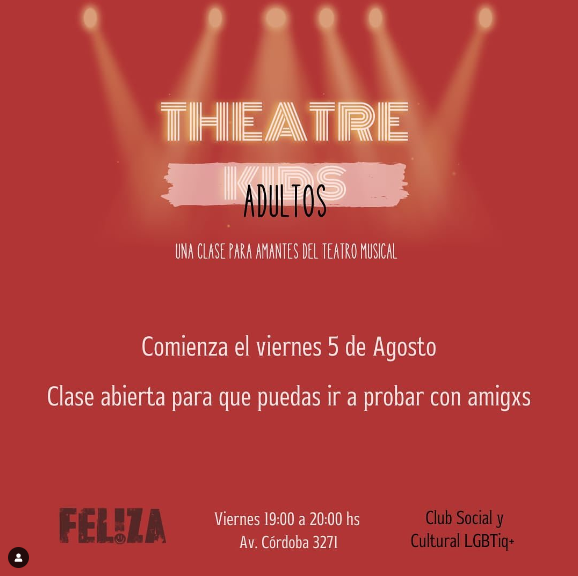 THEATRE
KIDS
ADULTOS
UNA CLASE PARA AMANTES DEL TEATRO MUSICAL
Comienza el viernes 5 de Agosto
Clase abierta para que puedas ir a probar con amigxs
FEL!ZA
Viernes 19:00 a 20:00 hs
Av. Córdoba 3271
Club Social y
Cultural LGBTiq+